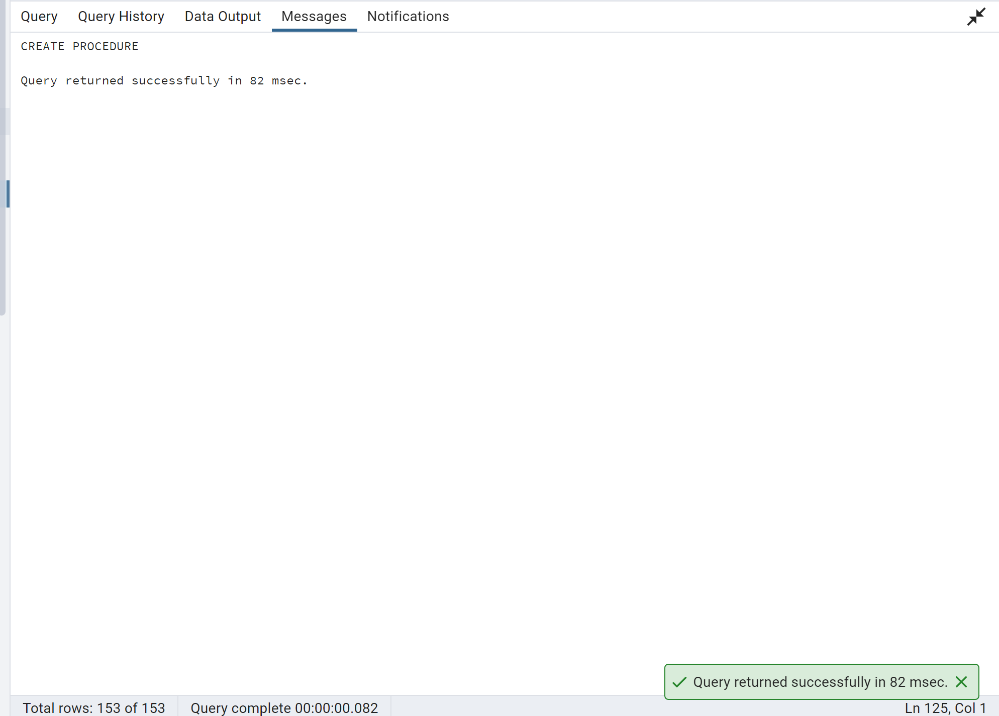 Query Query History Data Output Messages Notifications
CREATE PROCEDURE
Query returned successfully in 82 msec.
Query returned successfully in 82 msec.
Total rows: 153 of 153 Query complete 00:00:00.082 Ln 125, Col 1